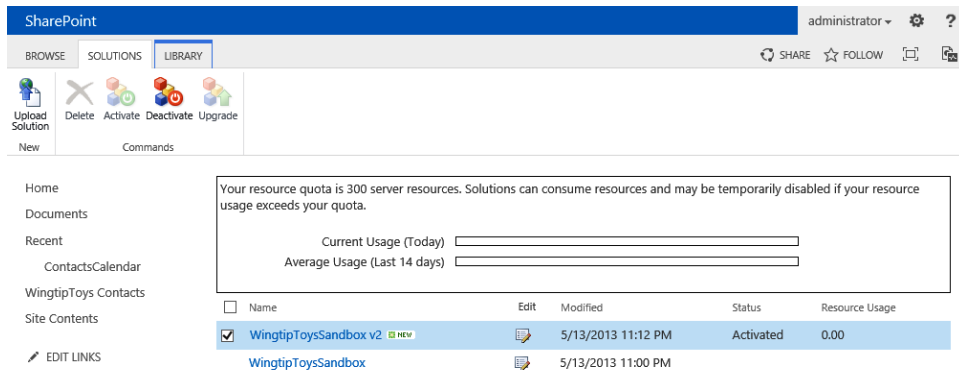 SharePoint
administrator
?
BROWSE SOLUTIONS LIBRARY
SHARE FOLLOW
Upload Solution
Delete Activate Deactivate Upgrade
New Commands
Home
Documents
Recent
ContactsCalendar
WingtipToys Contacts
Site Contents
EDIT LINKS
Your resource quota is 300 server resources. Solutions can consume resources and may be temporarily disabled if your resource
usage exceeds your quota.
Current Usage (Today)
Average Usage (Last 14 days)
Name Edit Modified Status Resource Usage
WingtipToysSandbox v2 NEW 5/13/2013 11:12 PM Activated 0.00
WingtipToysSandbox 5/13/2013 11:00 PM